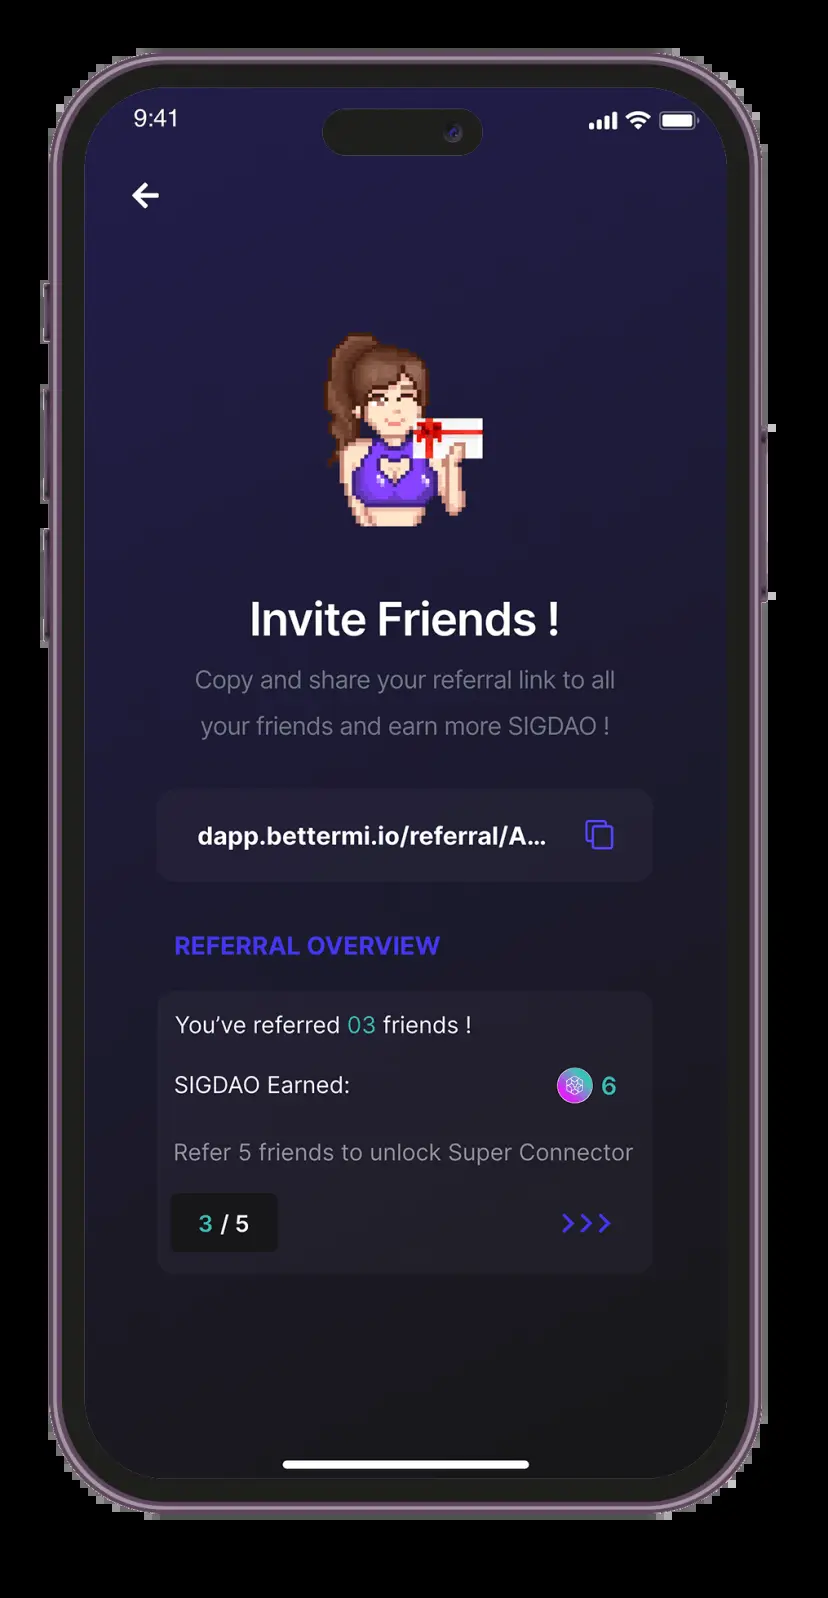 9:41
Invite Friends !
Copy and share your referral link to all
your friends and earn more SIGDAO !
dapp.bettermi.io/referral/A...
REFERRAL OVERVIEW
You’ve referred 03 friends !
SIGDAO Earned: 6
Refer 5 friends to unlock Super Connector
3 / 5